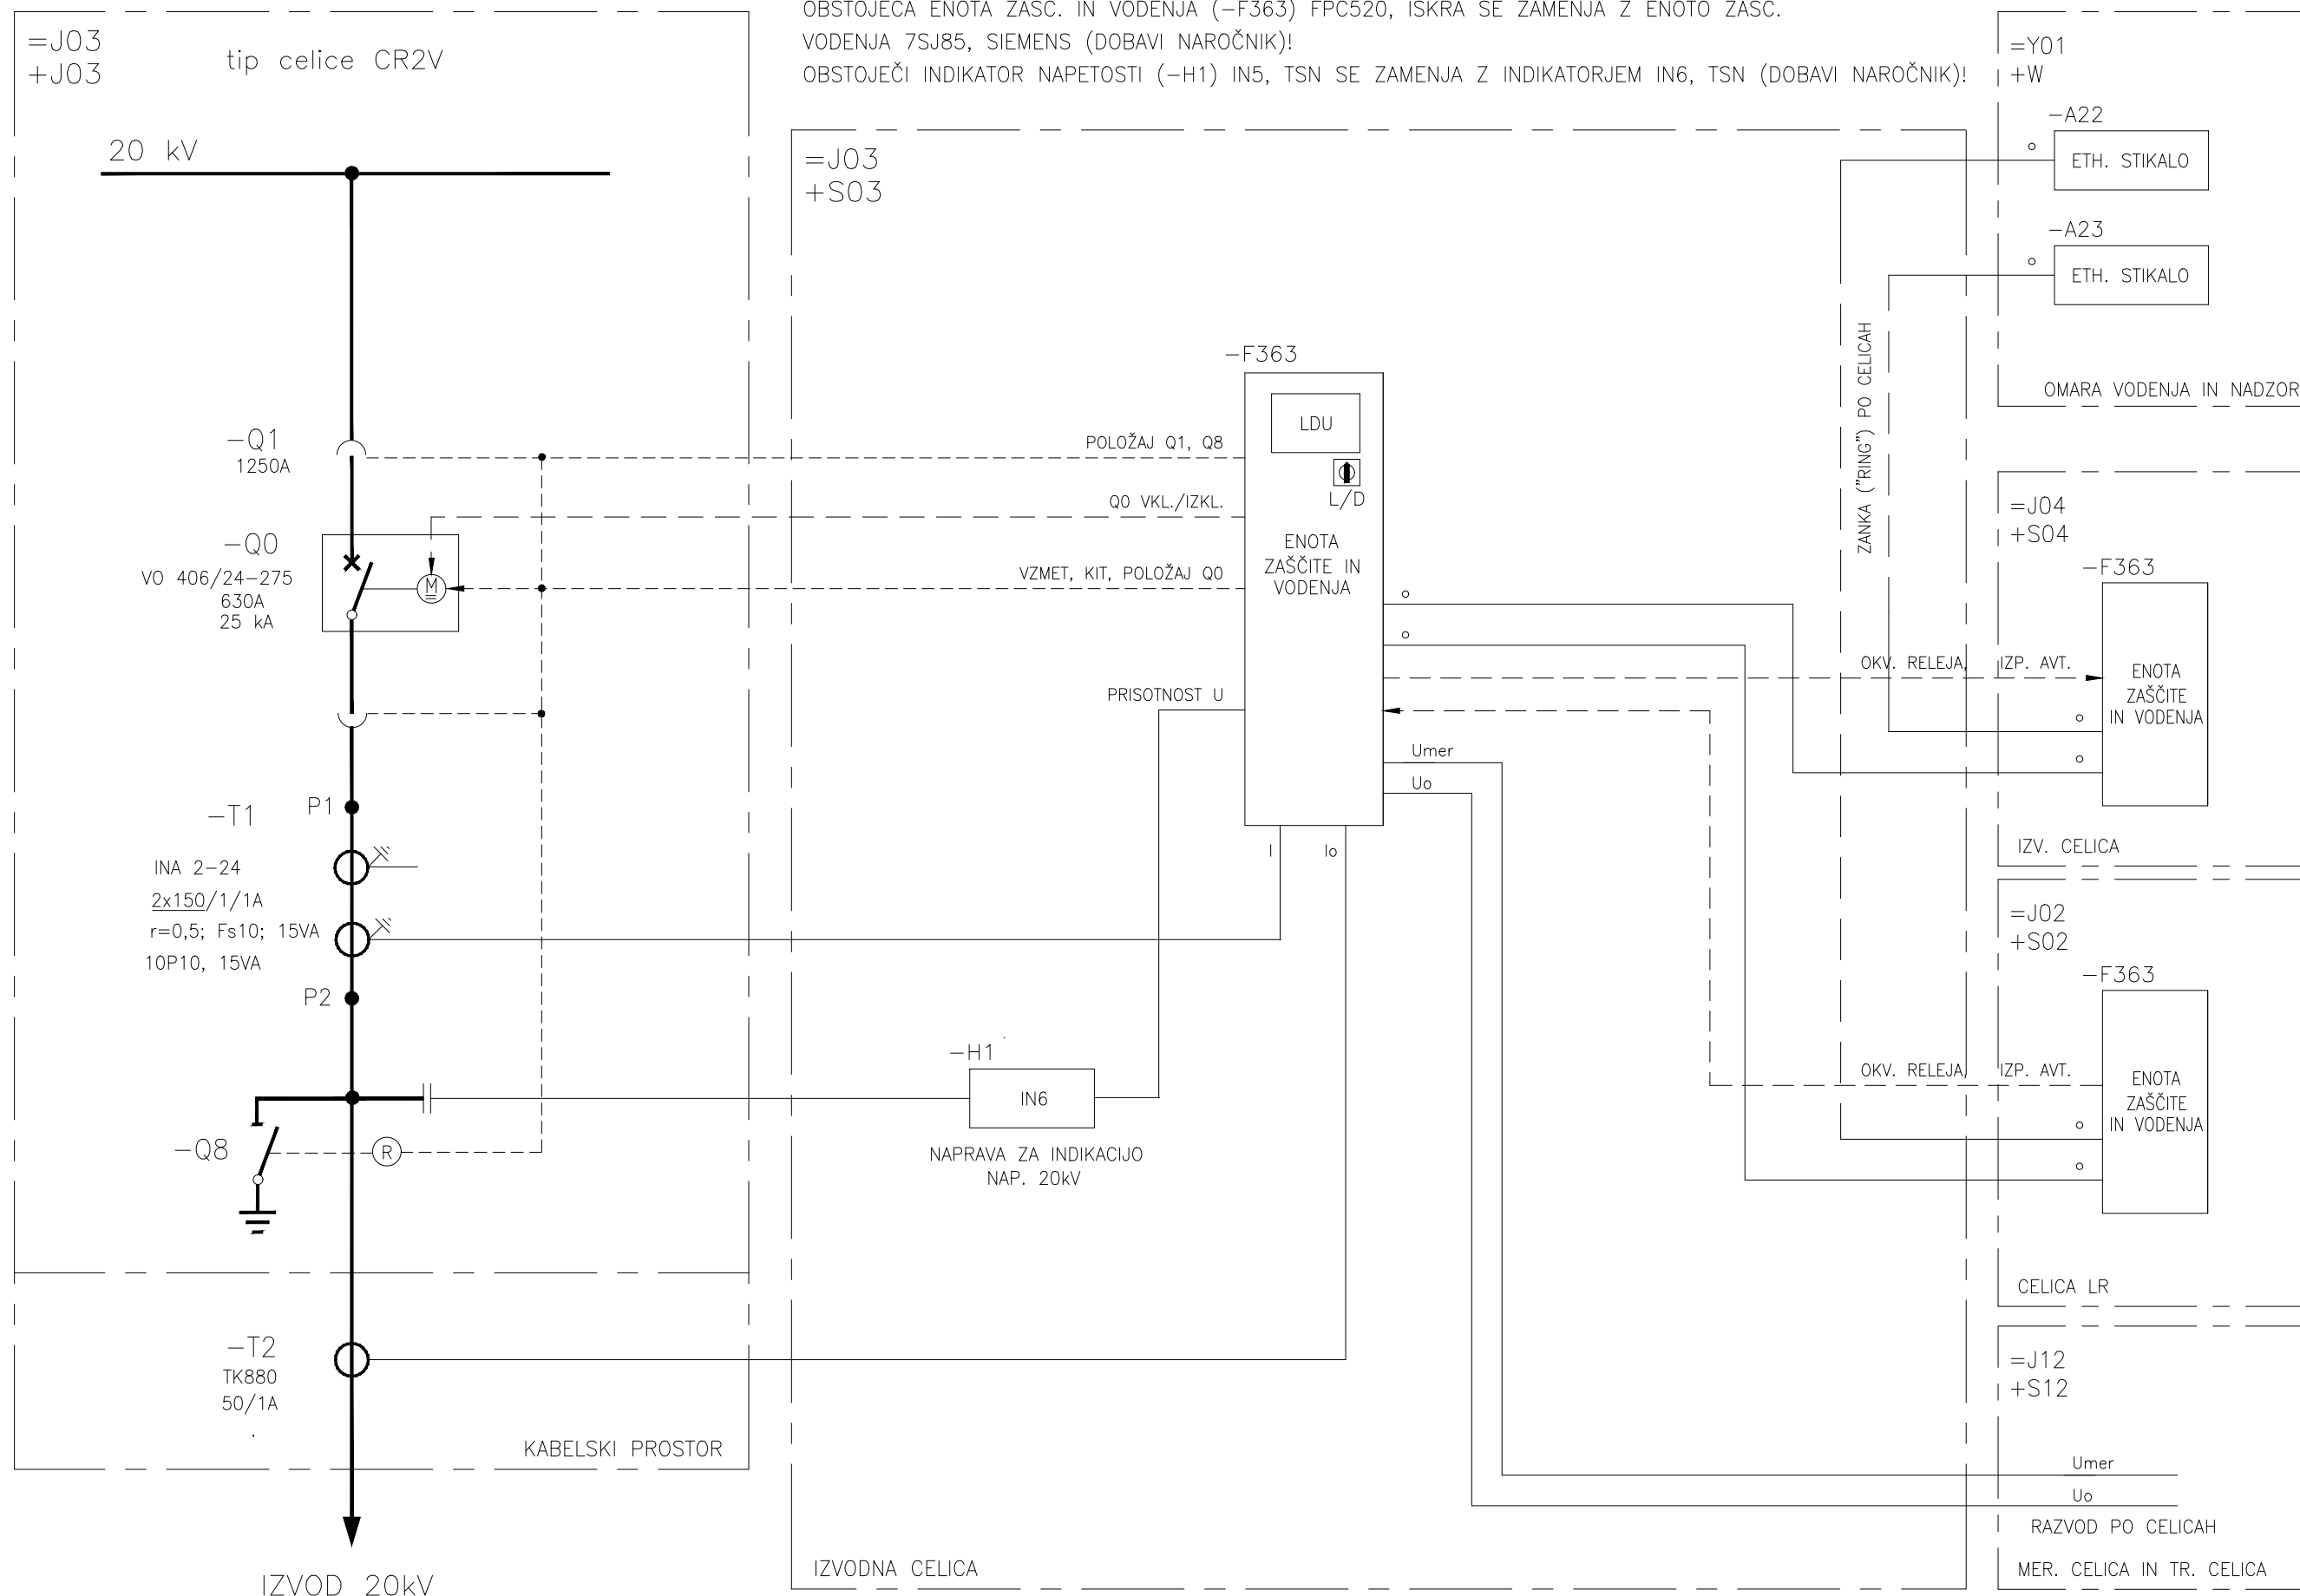 OBSTOJEČA ENOTA ZAŠČ. IN VODENJA (−F363) FPC520, ISKRA SE ZAMENJA Z ENOTO ZAŠČ.
VODENJA 7SJ85, SIEMENS (DOBAVI NAROČNIK)!
OBSTOJEČI INDIKATOR NAPETOSTI (−H1) IN5, TSN SE ZAMENJA Z INDIKATORJEM IN6, TSN (DOBAVI NAROČNIK)!
=J03
+J03
tip celice CR2V
20 kV
−Q1
1250A
−Q0
VO 406/24−275
630A
25 kA
M
−T1
P1
INA 2−24
2x150/1/1A
r=0,5; Fs10; 15VA
10P10, 15VA
P2
−Q8
R
−T2
TK880
50/1A
KABELSKI PROSTOR
IZVOD 20kV
=J03
+S03
−F363
LDU
L/D
ENOTA
ZAŠČITE IN
VODENJA
POLOŽAJ Q1, Q8
Q0 VKL./IZKL.
VZMET, KIT, POLOŽAJ Q0
PRISOTNOST U
Umer
Uo
I
Io
−H1
IN6
NAPRAVA ZA INDIKACIJO
NAP. 20kV
IZVODNA CELICA
ZANKA ("RING") PO CELICAH
=Y01
+W
−A22
ETH. STIKALO
−A23
ETH. STIKALO
OMARA VODENJA IN NADZOR
=J04
+S04
−F363
OKV. RELEJA, IZP. AVT.
ENOTA
ZAŠČITE
IN VODENJA
IZV. CELICA
=J02
+S02
−F363
OKV. RELEJA, IZP. AVT.
ENOTA
ZAŠČITE
IN VODENJA
CELICA LR
=J12
+S12
Umer
Uo
RAZVOD PO CELICAH
MER. CELICA IN TR. CELICA